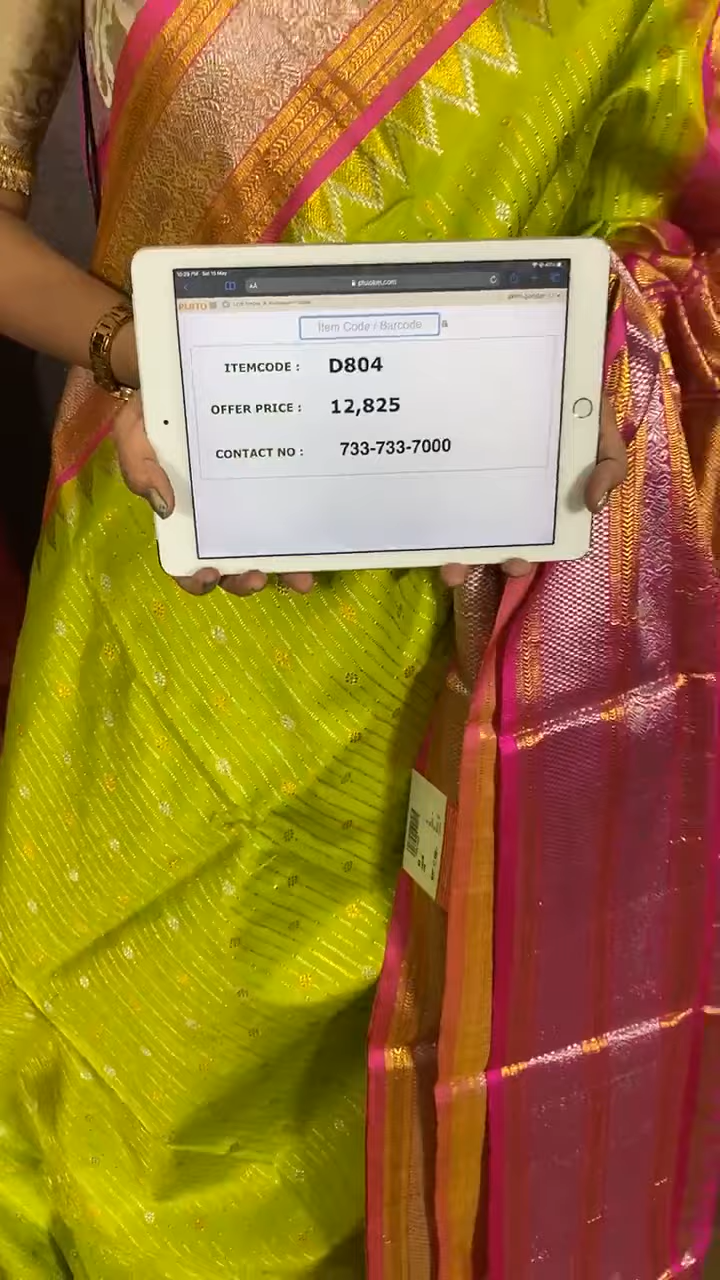 Item Code / Barcode
ITEMCODE : D804
OFFER PRICE : 12,825
CONTACT NO : 733-733-7000